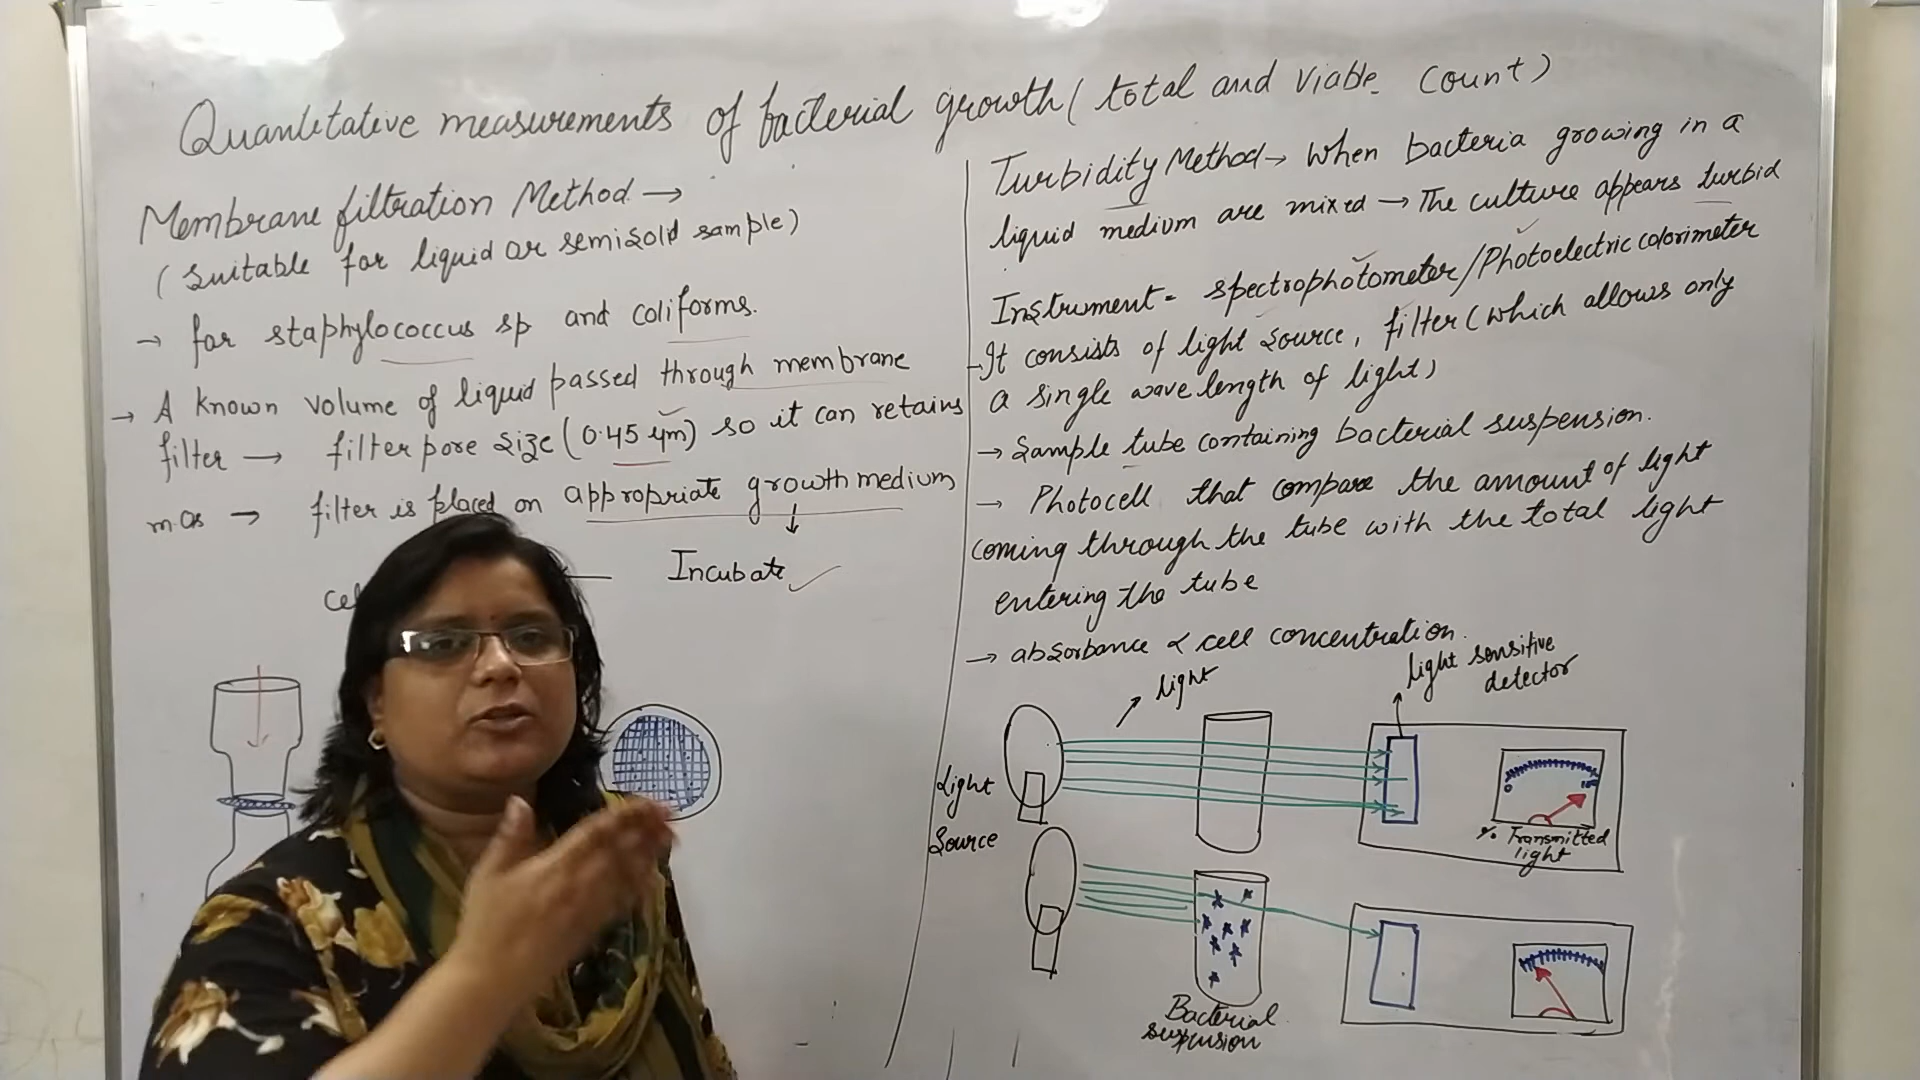 Quantitative measurements of bacterial growth ( total and viable count )
Membrane filtration Method →
( suitable for liquid or semisolid sample )
→ for staphylococcus sp and coliforms.
→ A known volume of liquid passed through membrane
filter → filter pore size ( 0.45 μm ) so it can retains
m.os → filter is placed on appropriate growth medium
↓
Incubate
Turbidity Method → When bacteria growing in a
liquid medium are mixed → The culture appears turbid
Instrument = spectrophotometer / Photoelectric colorimeter
- It consists of light source, filter ( which allows only
a single wave length of light )
→ Sample tube containing bacterial suspension.
→ Photocell that compare the amount of light
coming through the tube with the total light
entering the tube
→ absorbance α cell concentration.
light
light sensitive
detector
Light
Source
0
% Transmitted
light
Bacterial
suspension